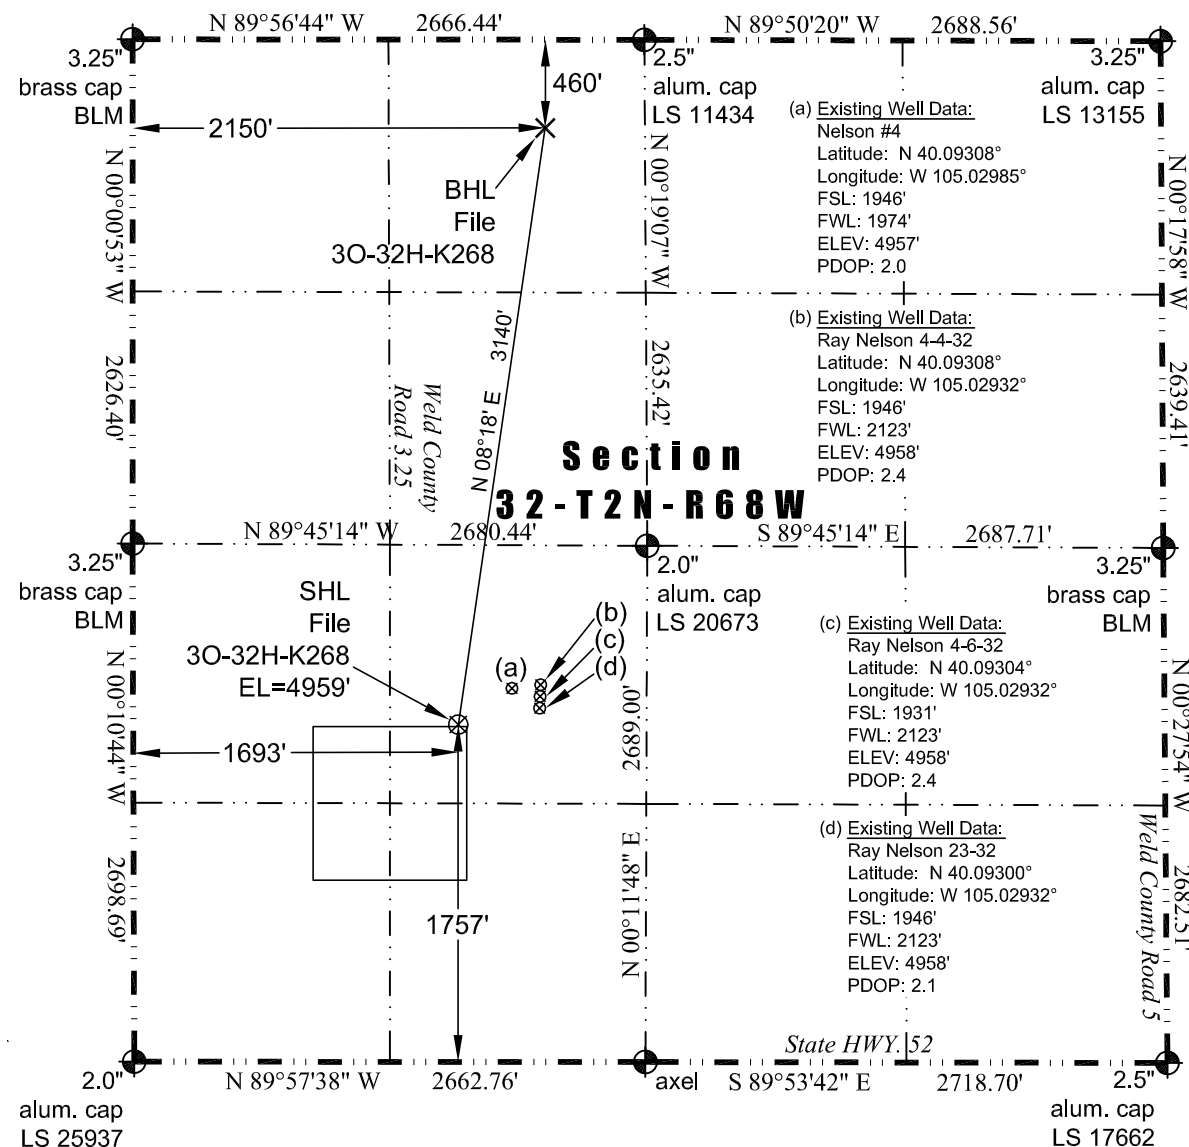 N 89°56'44" W 2666.44'
N 89°50'20" W 2688.56'
3.25"
brass cap
BLM
2.5"
alum. cap
LS 11434
3.25"
alum. cap
LS 13155
460'
2150'
BHL
File
3O-32H-K268
N 00°00'53" W
2626.40'
N 00°19'07" W
2635.42'
N 00°17'58" W
2639.41'
(a) Existing Well Data:
Nelson #4
Latitude: N 40.09308°
Longitude: W 105.02985°
FSL: 1946'
FWL: 1974'
ELEV: 4957'
PDOP: 2.0
(b) Existing Well Data:
Ray Nelson 4-4-32
Latitude: N 40.09308°
Longitude: W 105.02932°
FSL: 1946'
FWL: 2123'
ELEV: 4958'
PDOP: 2.4
Weld County
Road 3.25
N 08°18' E 3140'
Section
32-T2N-R68W
N 89°45'14" W 2680.44'
S 89°45'14" E 2687.71'
3.25"
brass cap
BLM
2.0"
alum. cap
LS 20673
3.25"
brass cap
BLM
SHL
File
3O-32H-K268
EL=4959'
(a)
(b)
(c)
(d)
1693'
1757'
N 00°10'44" W
2698.69'
2689.00'
N 00°11'48" E
N 00°27'54" W
2682.51'
Weld County Road 5
(c) Existing Well Data:
Ray Nelson 4-6-32
Latitude: N 40.09304°
Longitude: W 105.02932°
FSL: 1931'
FWL: 2123'
ELEV: 4958'
PDOP: 2.4
(d) Existing Well Data:
Ray Nelson 23-32
Latitude: N 40.09300°
Longitude: W 105.02932°
FSL: 1946'
FWL: 2123'
ELEV: 4958'
PDOP: 2.1
State HWY. 52
2.0"
alum. cap
LS 25937
N 89°57'38" W 2662.76'
axel
S 89°53'42" E 2718.70'
2.5"
alum. cap
LS 17662